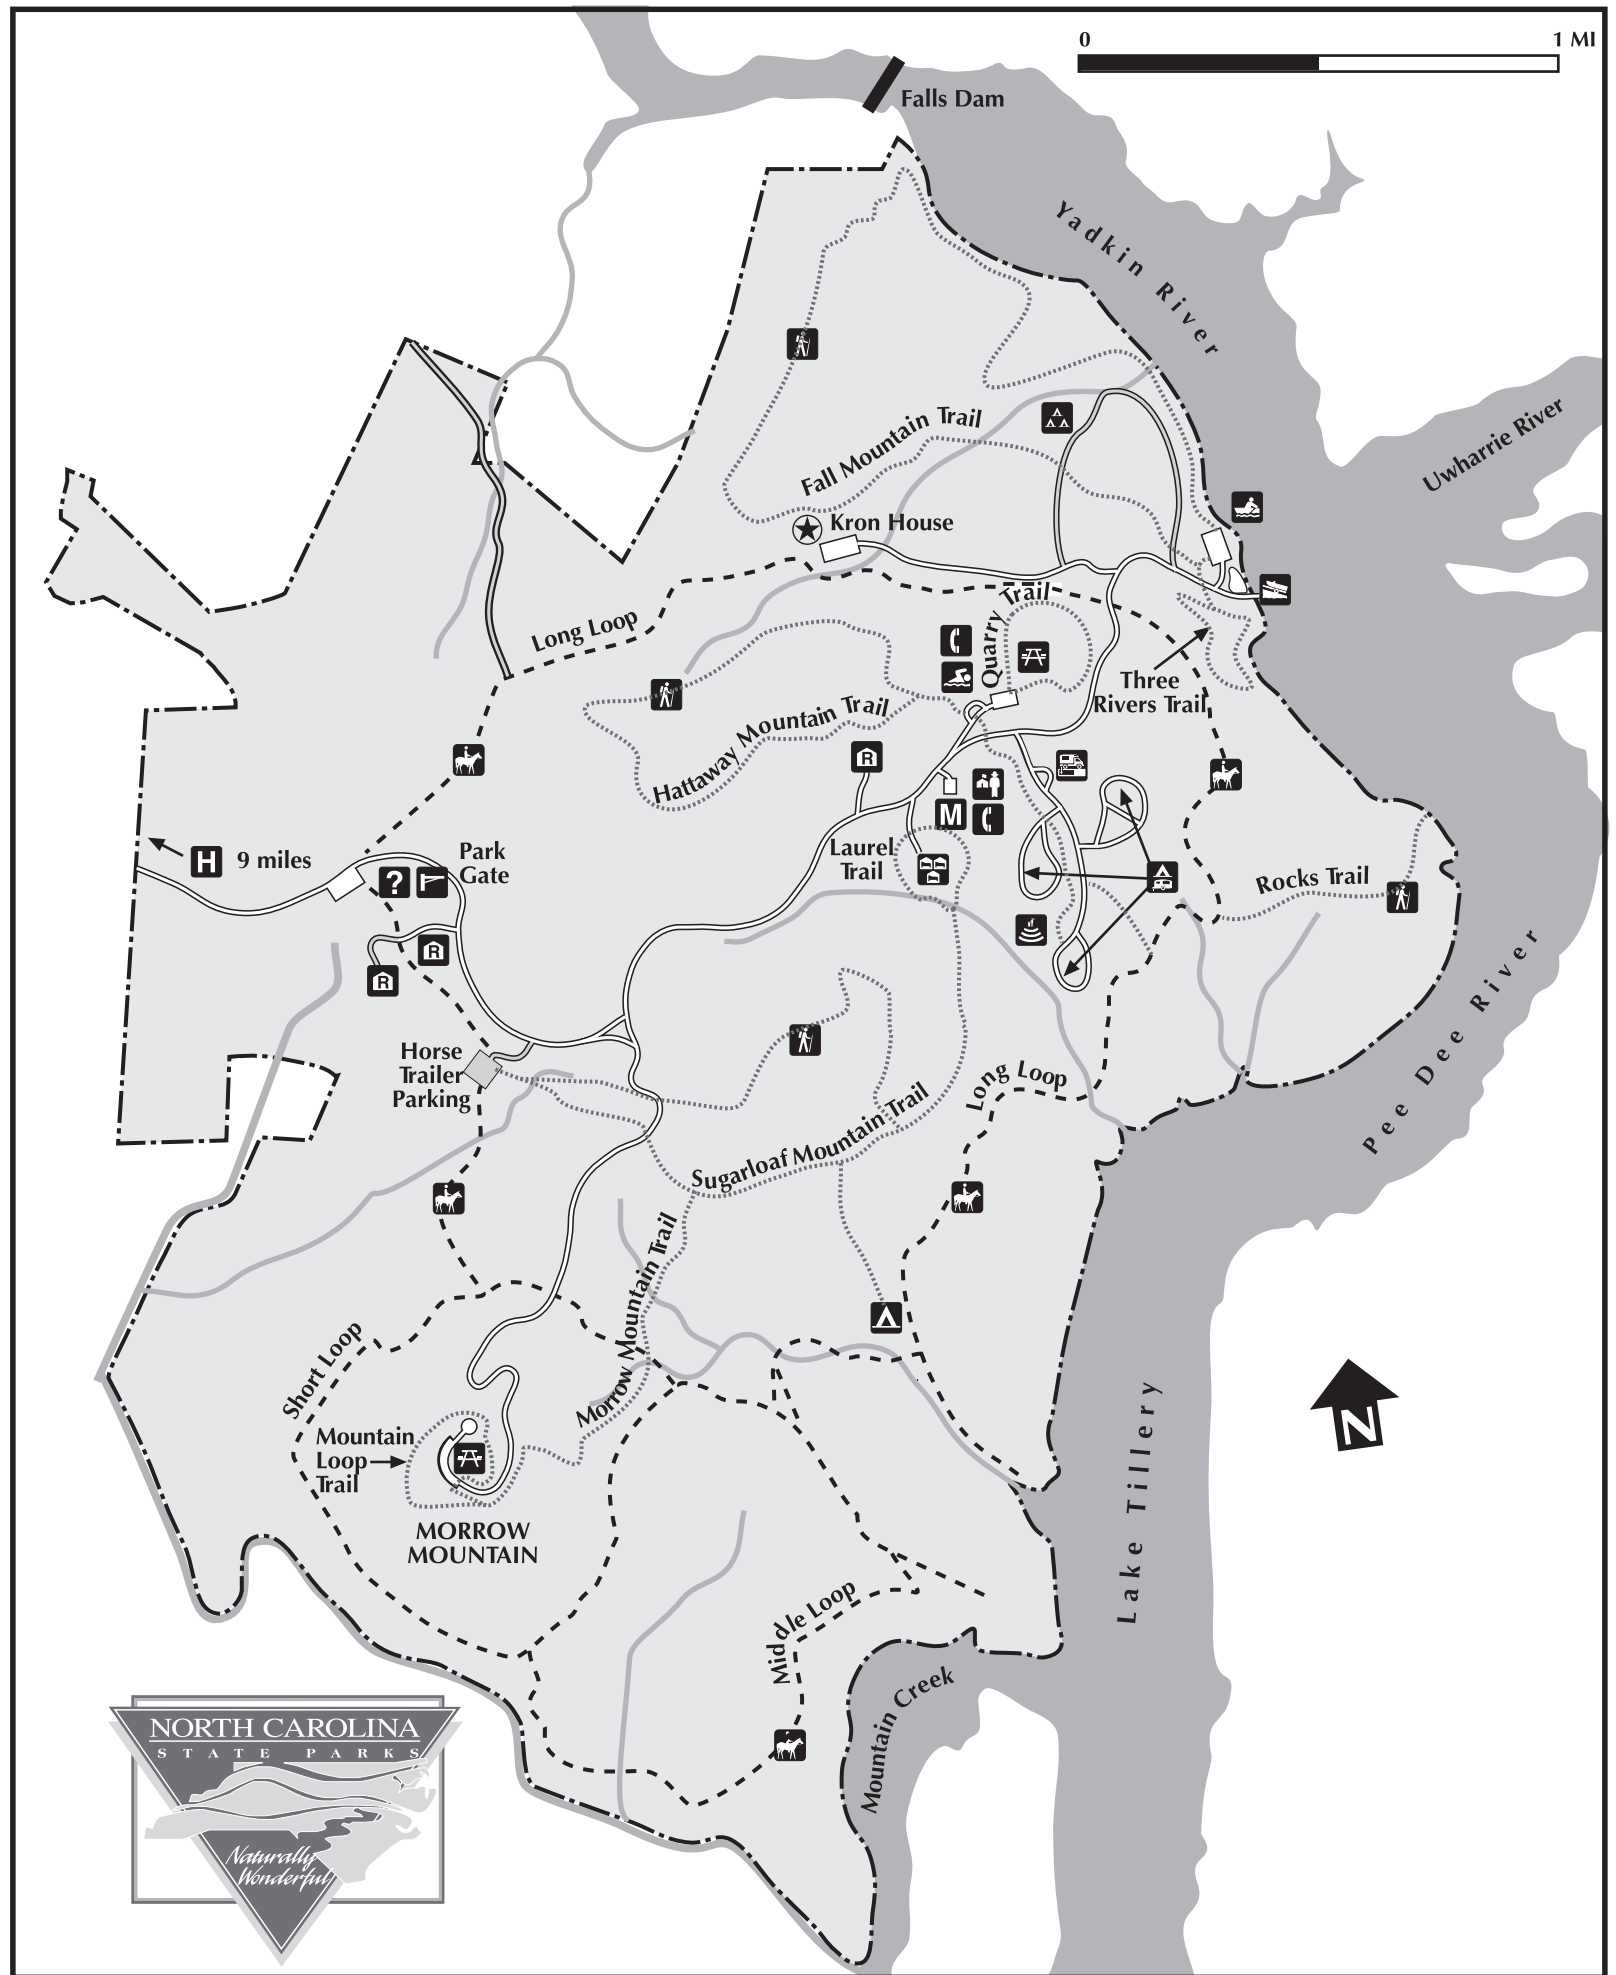 0 1 MI
Falls Dam
Yadkin River
Uwharrie River
Fall Mountain Trail
Kron House
Long Loop
Quarry Trail
Three
Rivers Trail
Hattaway Mountain Trail
R
M
Laurel
Trail
Rocks Trail
H 9 miles
Park
Gate
?
R
R
Horse
Trailer
Parking
Pee Dee River
Long Loop
Sugarloaf Mountain Trail
Morrow Mountain Trail
Short Loop
Mountain
Loop
Trail
MORROW
MOUNTAIN
N
Lake Tillery
Middle Loop
Mountain Creek
NORTH CAROLINA
STATE PARKS
Naturally
Wonderful